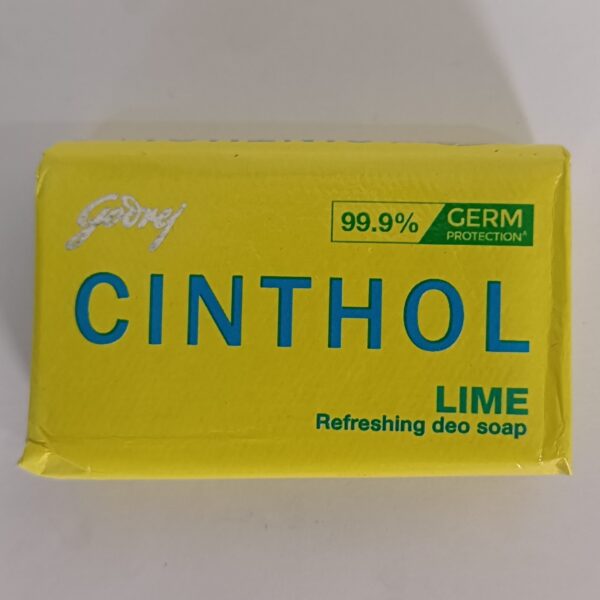 Godrej
99.9% GERM
PROTECTION^
CINTHOL
LIME
Refreshing deo soap